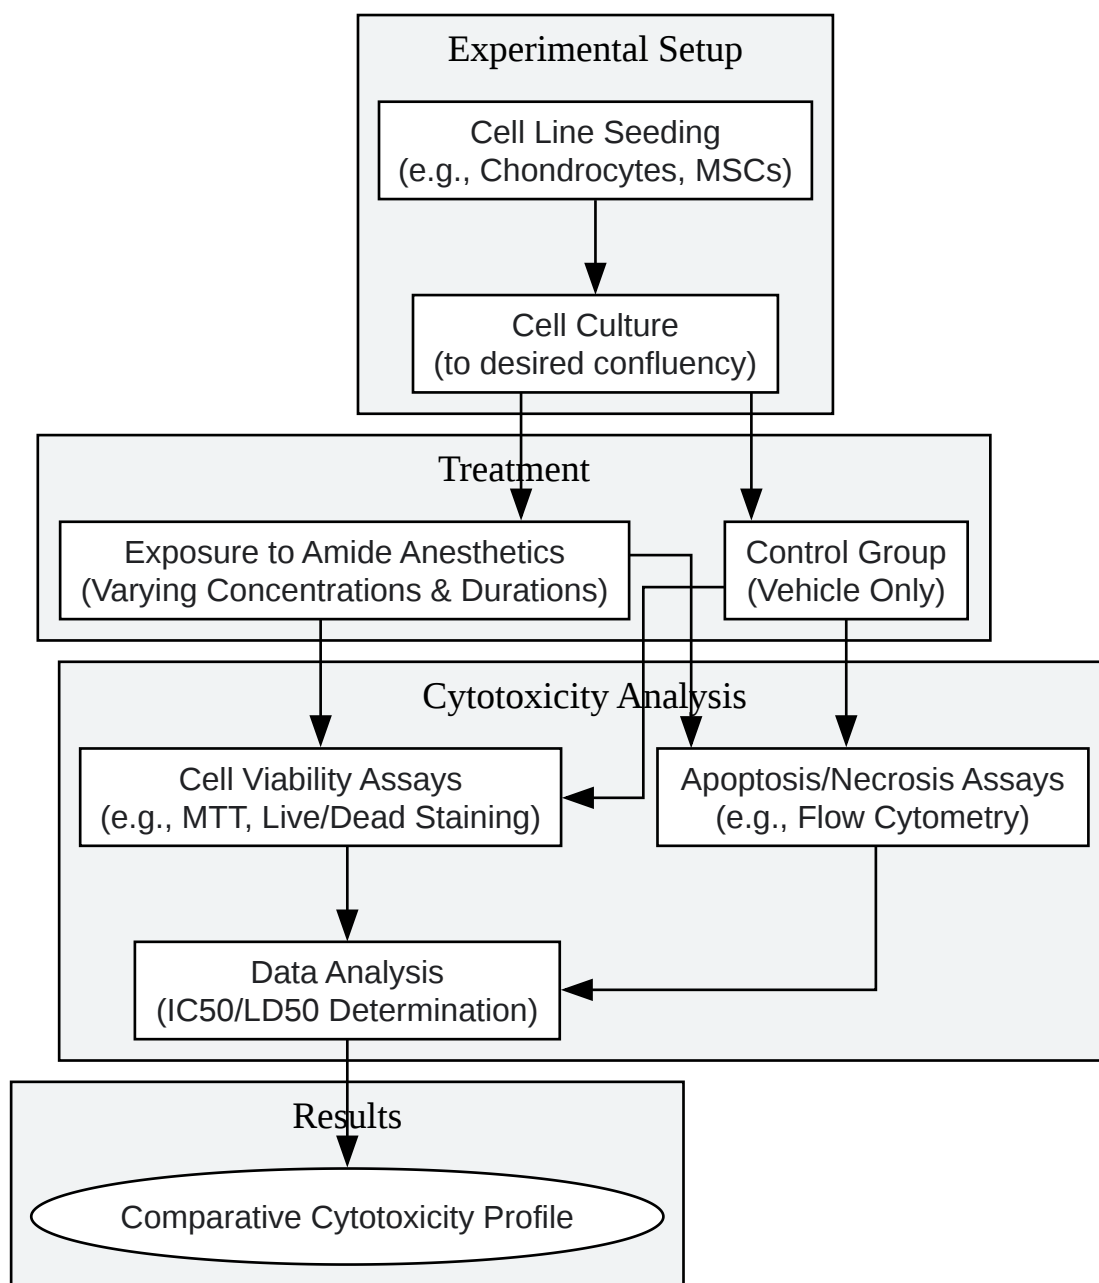 Experimental Setup
Cell Line Seeding
(e.g., Chondrocytes, MSCs)
Cell Culture
(to desired confluency)
Treatment
Exposure to Amide Anesthetics
(Varying Concentrations & Durations)
Control Group
(Vehicle Only)
Cytotoxicity Analysis
Cell Viability Assays
(e.g., MTT, Live/Dead Staining)
Apoptosis/Necrosis Assays
(e.g., Flow Cytometry)
Data Analysis
(IC50/LD50 Determination)
Results
Comparative Cytotoxicity Profile